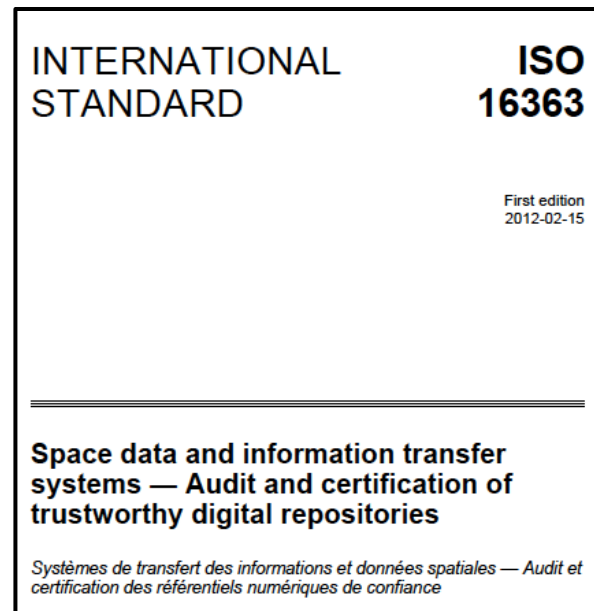 INTERNATIONAL STANDARD
ISO 16363
First edition
2012-02-15
Space data and information transfer
systems — Audit and certification of
trustworthy digital repositories
Systèmes de transfert des informations et données spatiales — Audit et
certification des référentiels numériques de confiance